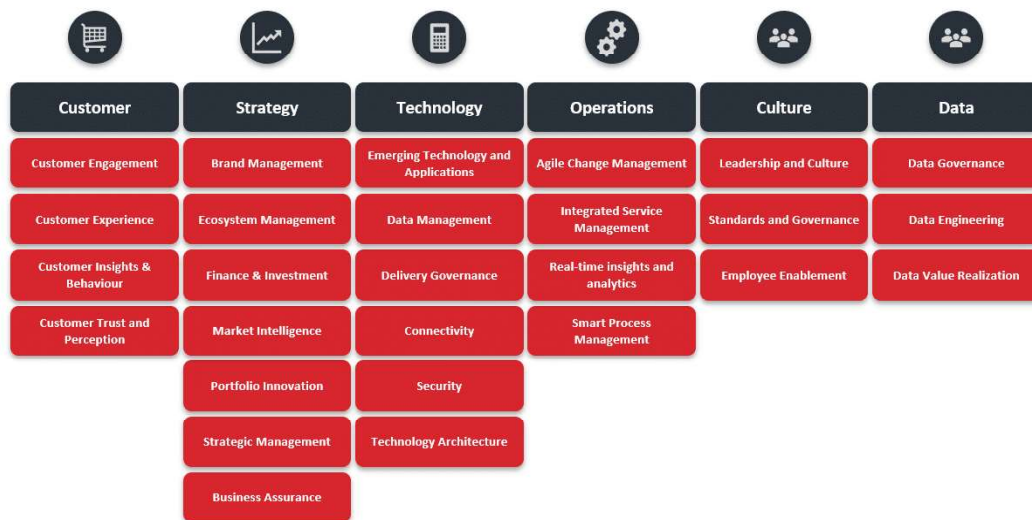 Customer
Strategy
Technology
Operations
Culture
Data
Customer Engagement
Brand Management
Emerging Technology and
Applications
Agile Change Management
Leadership and Culture
Data Governance
Customer Experience
Ecosystem Management
Data Management
Integrated Service
Management
Standards and Governance
Data Engineering
Customer Insights &
Behaviour
Finance & Investment
Delivery Governance
Real-time insights and
analytics
Employee Enablement
Data Value Realization
Customer Trust and
Perception
Market Intelligence
Connectivity
Smart Process
Management
Portfolio Innovation
Security
Strategic Management
Technology Architecture
Business Assurance